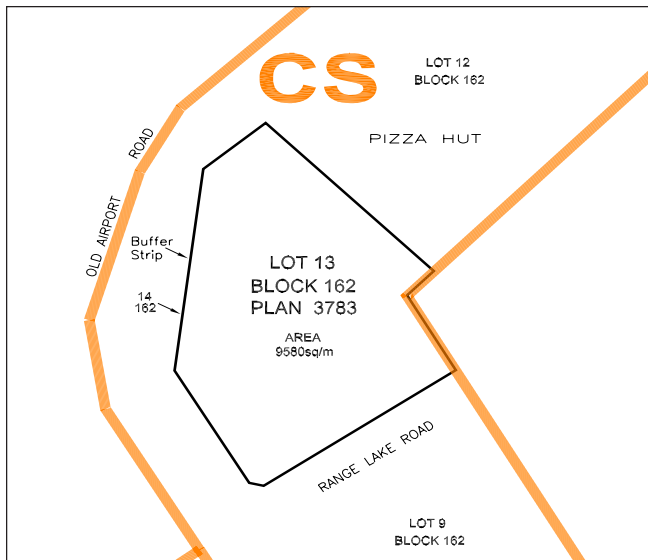 CS
LOT 12
BLOCK 162
PIZZA HUT
OLD AIRPORT ROAD
Buffer
Strip
14
162
LOT 13
BLOCK 162
PLAN 3783
AREA
9580sq/m
RANGE LAKE ROAD
LOT 9
BLOCK 162